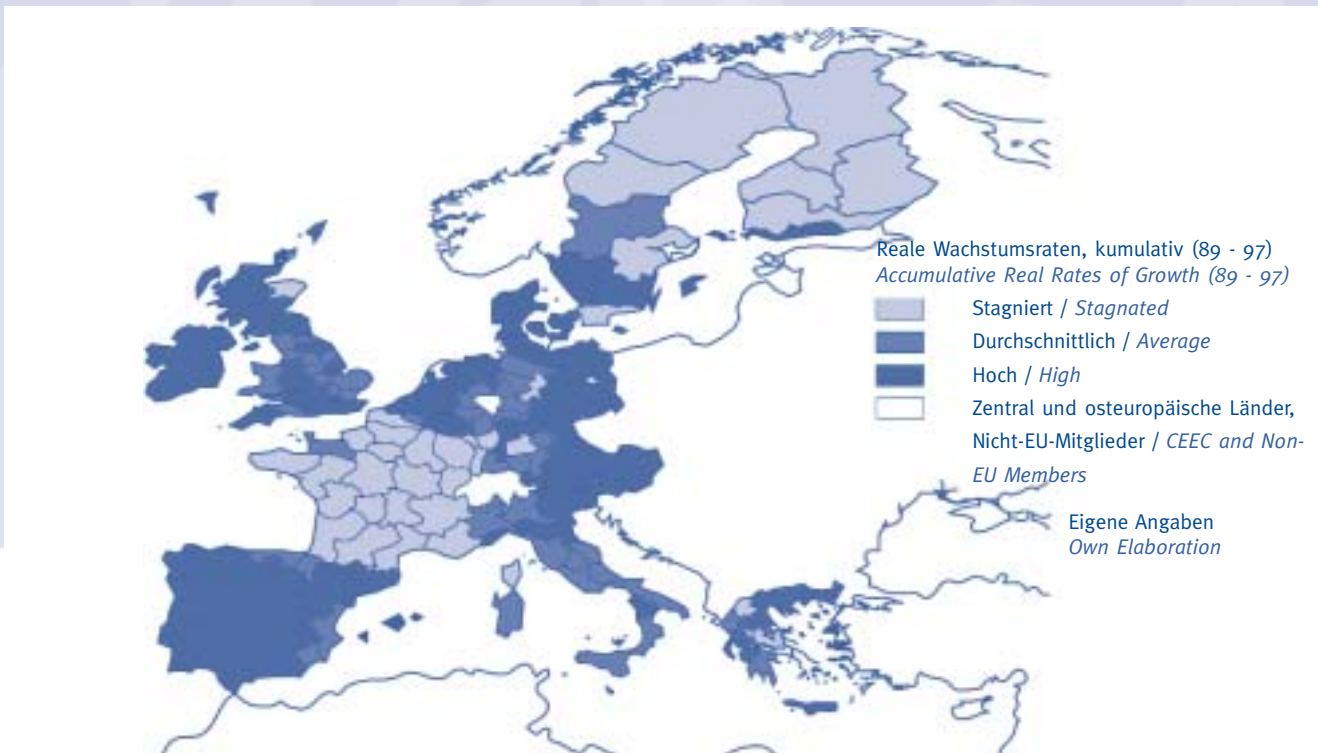 Reale Wachstumsraten, kumulativ (89 - 97)
Accumulative Real Rates of Growth (89 - 97)
Stagniert / Stagnated
Durchschnittlich / Average
Hoch / High
Zentral und osteuropäische Länder,
Nicht-EU-Mitglieder / CEEC and Non-
EU Members
Eigene Angaben
Own Elaboration